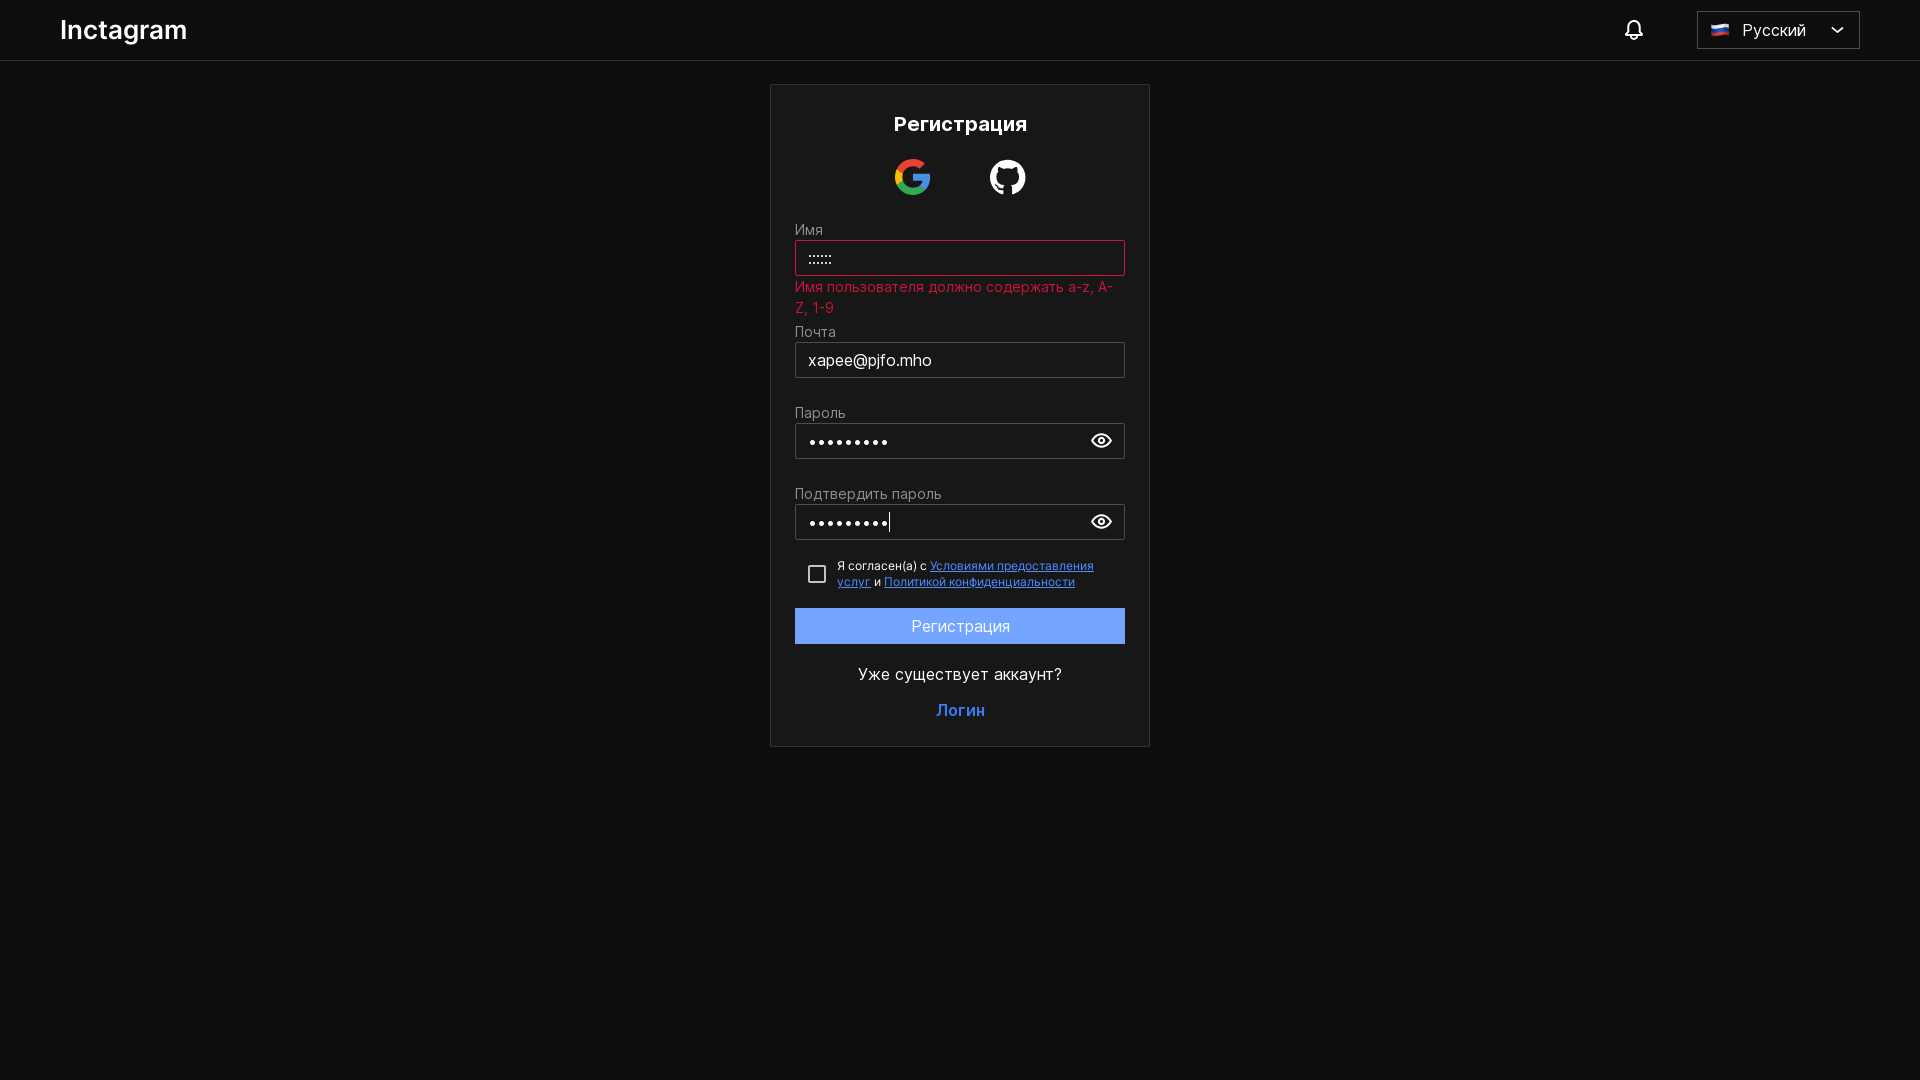 Inctagram
Русский
Регистрация
Имя
::::::
Имя пользователя должно содержать a-z, A-
Z, 1-9
Почта
xapee@pjfo.mho
Пароль
•••••••••
Подтвердить пароль
•••••••••
Я согласен(а) с Условиями предоставления
услуг и Политикой конфиденциальности
Регистрация
Уже существует аккаунт?
Логин